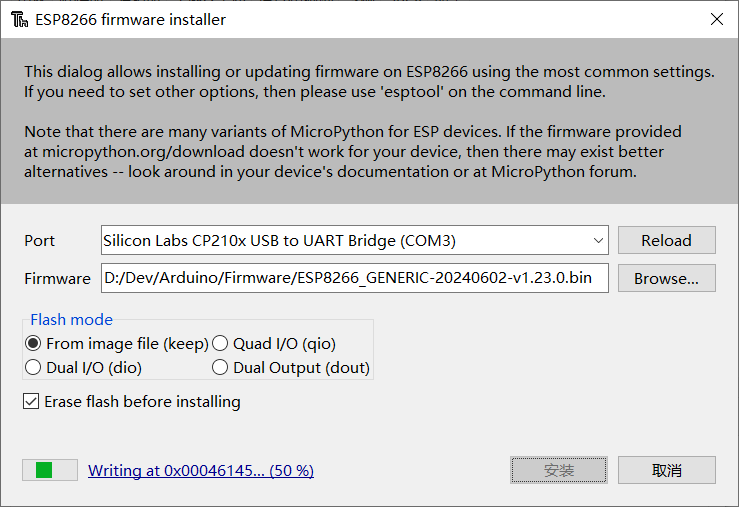 ESP8266 firmware installer
This dialog allows installing or updating firmware on ESP8266 using the most common settings.
If you need to set other options, then please use 'esptool' on the command line.
Note that there are many variants of MicroPython for ESP devices. If the firmware provided
at micropython.org/download doesn't work for your device, then there may exist better
alternatives -- look around in your device's documentation or at MicroPython forum.
Port
Silicon Labs CP210x USB to UART Bridge (COM3)
Reload
Firmware
D:/Dev/Arduino/Firmware/ESP8266_GENERIC-20240602-v1.23.0.bin
Browse...
Flash mode
From image file (keep)
Quad I/O (qio)
Dual I/O (dio)
Dual Output (dout)
Erase flash before installing
Writing at 0x00046145... (50 %)
安装
取消